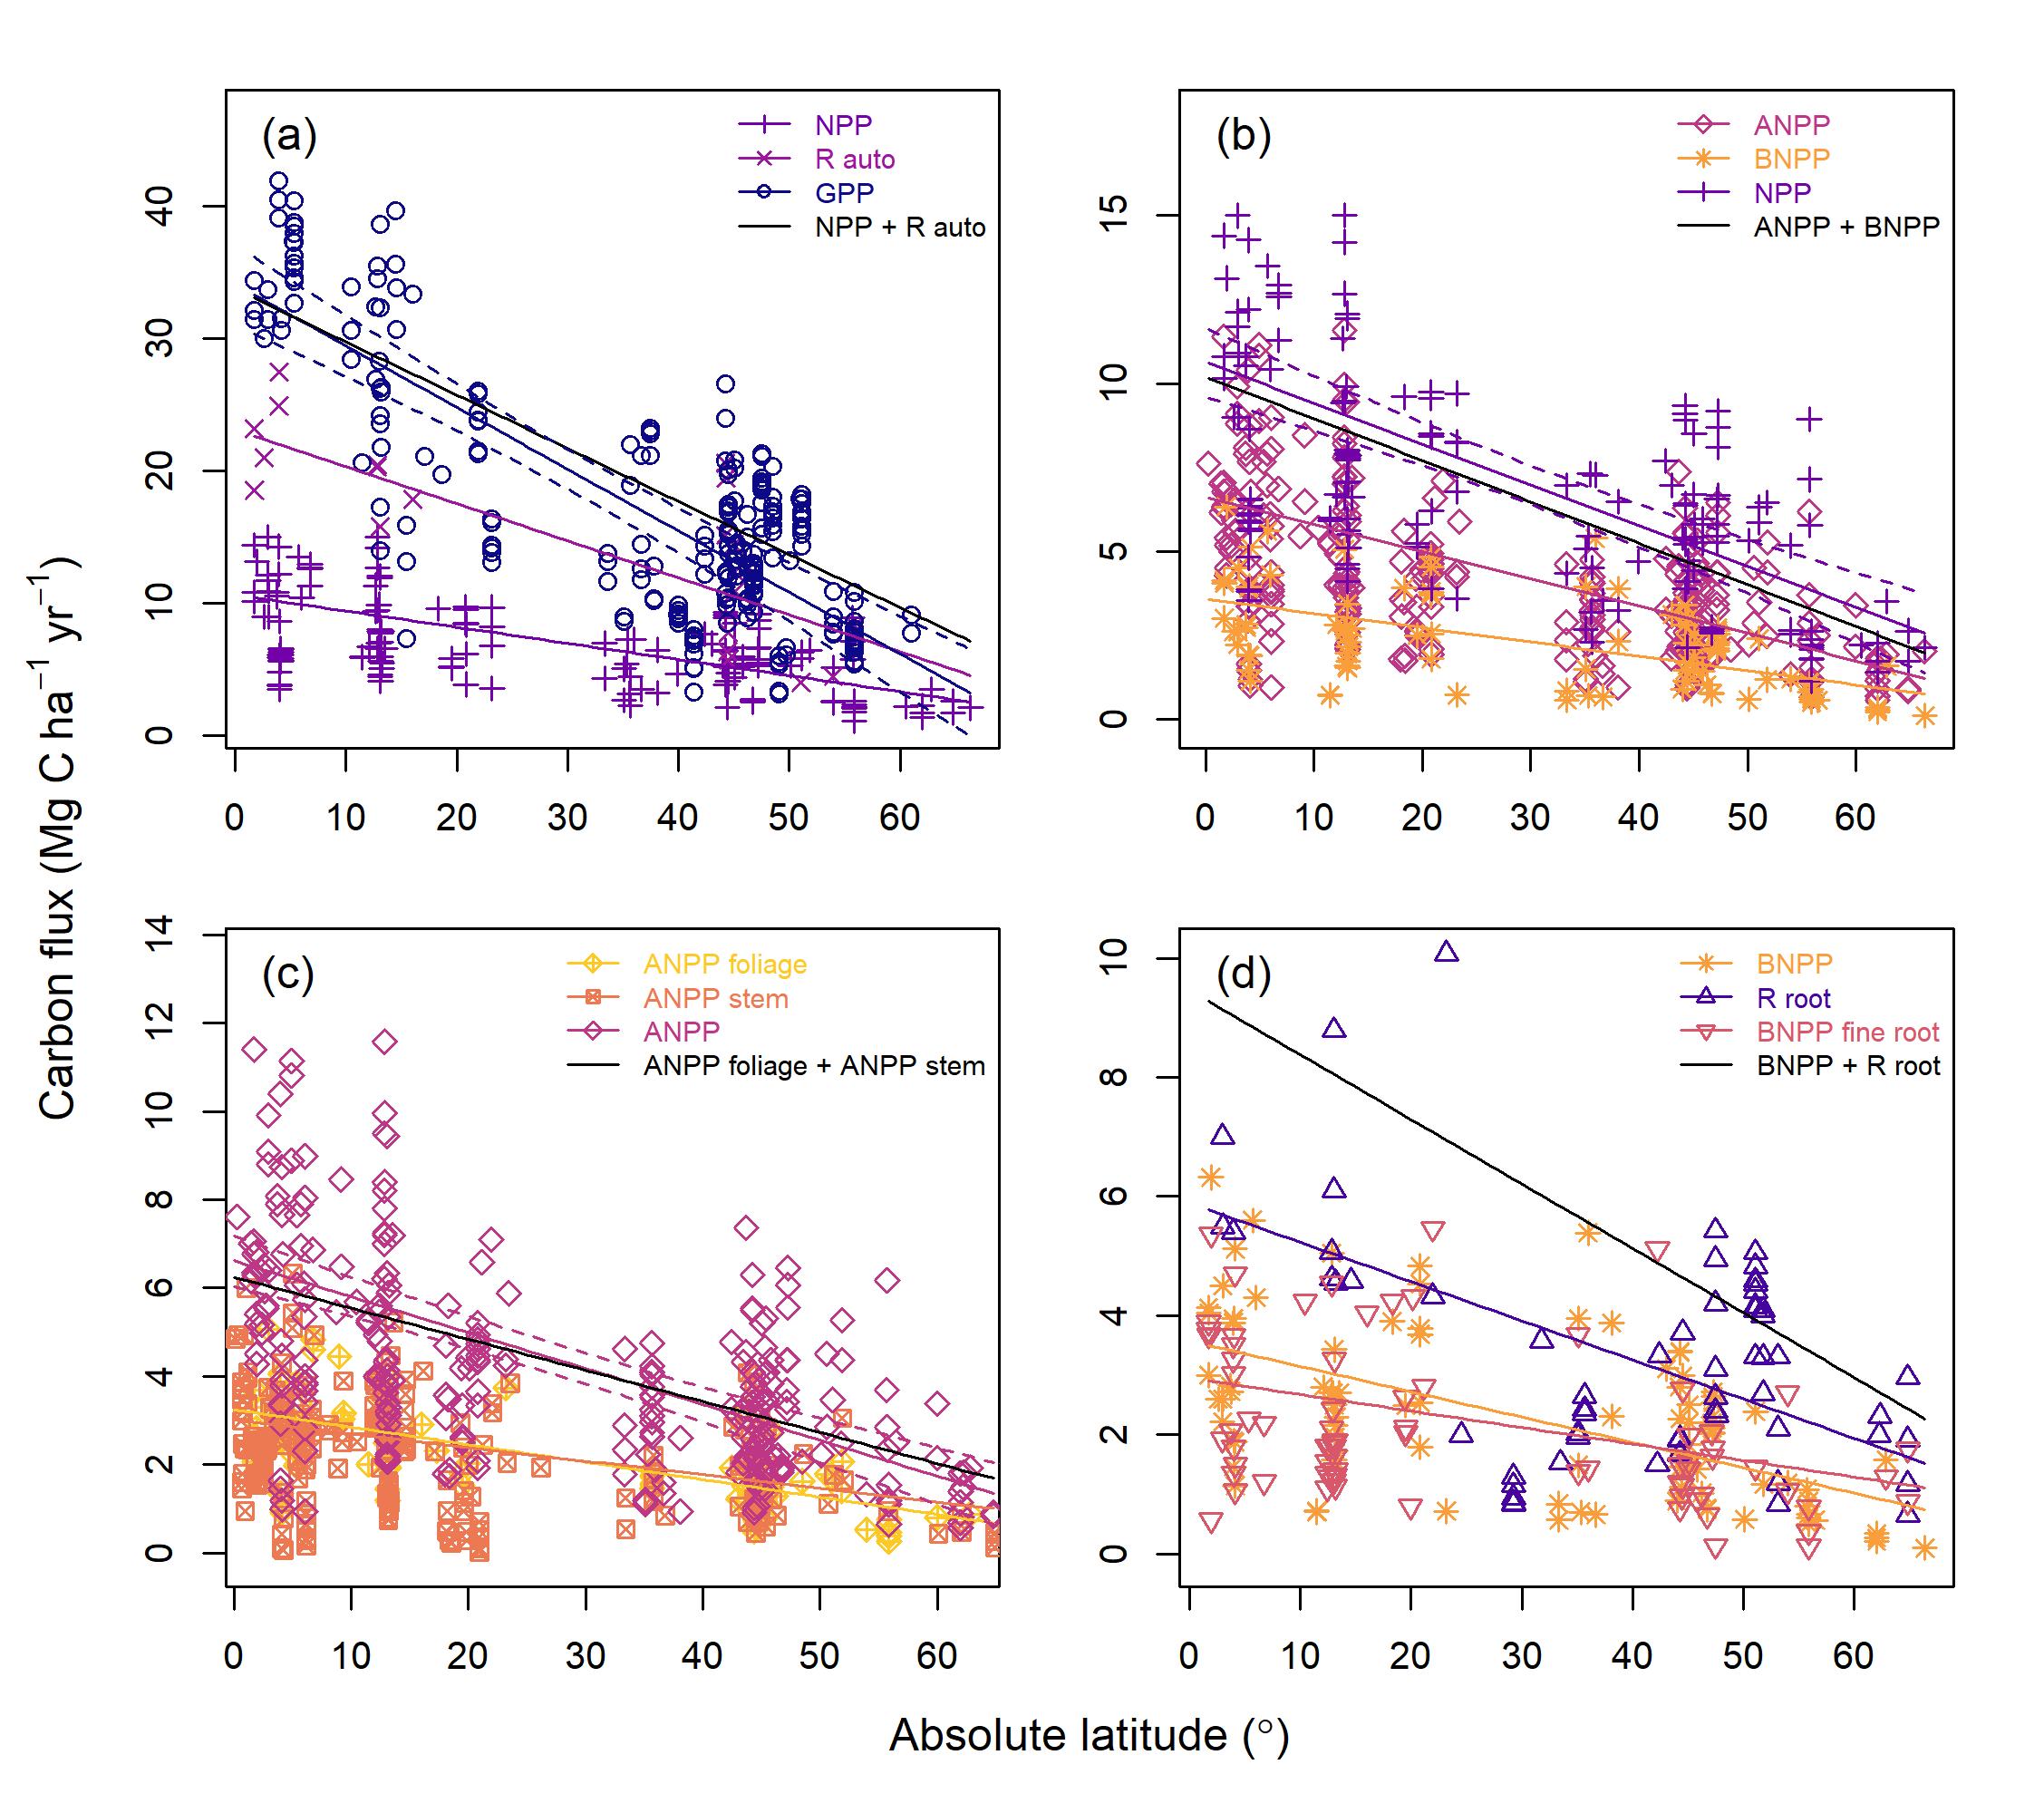 (a)
NPP
R auto
GPP
NPP + R auto
40
30
20
10
0
0 10 20 30 40 50 60
(b)
ANPP
BNPP
NPP
ANPP + BNPP
15
10
5
0
0 10 20 30 40 50 60
Carbon flux (Mg C ha−1 yr−1)
(c)
ANPP foliage
ANPP stem
ANPP
ANPP foliage + ANPP stem
14
12
10
8
6
4
2
0
0 10 20 30 40 50 60
(d)
BNPP
R root
BNPP fine root
BNPP + R root
10
8
6
4
2
0
0 10 20 30 40 50 60
Absolute latitude (°)